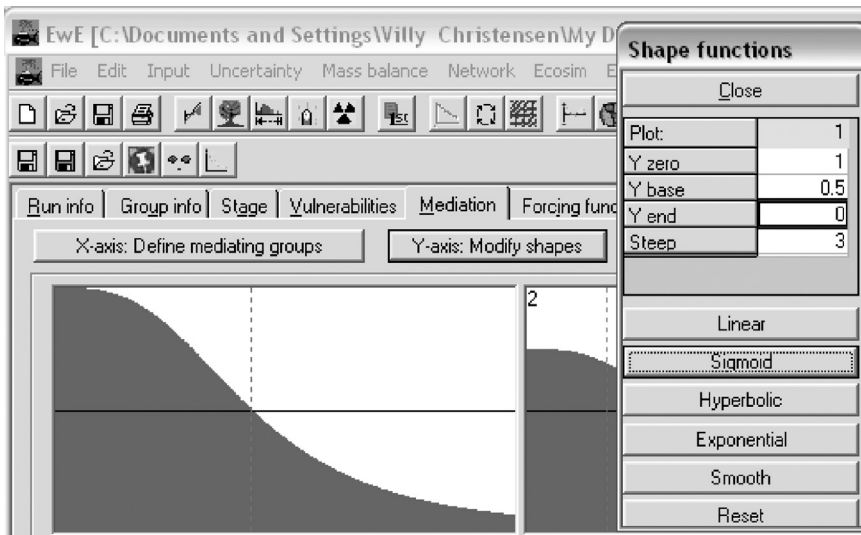 EwE [C:\Documents and Settings\Villy Christensen\My D
File Edit Input Uncertainty Mass balance Network Ecosim E
1st
Run info Group info Stage Vulnerabilities Mediation Forcing func
X-axis: Define mediating groups Y-axis: Modify shapes
2
Shape functions
Close
Plot: 1
Y zero 1
Y base 0.5
Y end 0
Steep 3
Linear
Sigmoid
Hyperbolic
Exponential
Smooth
Reset